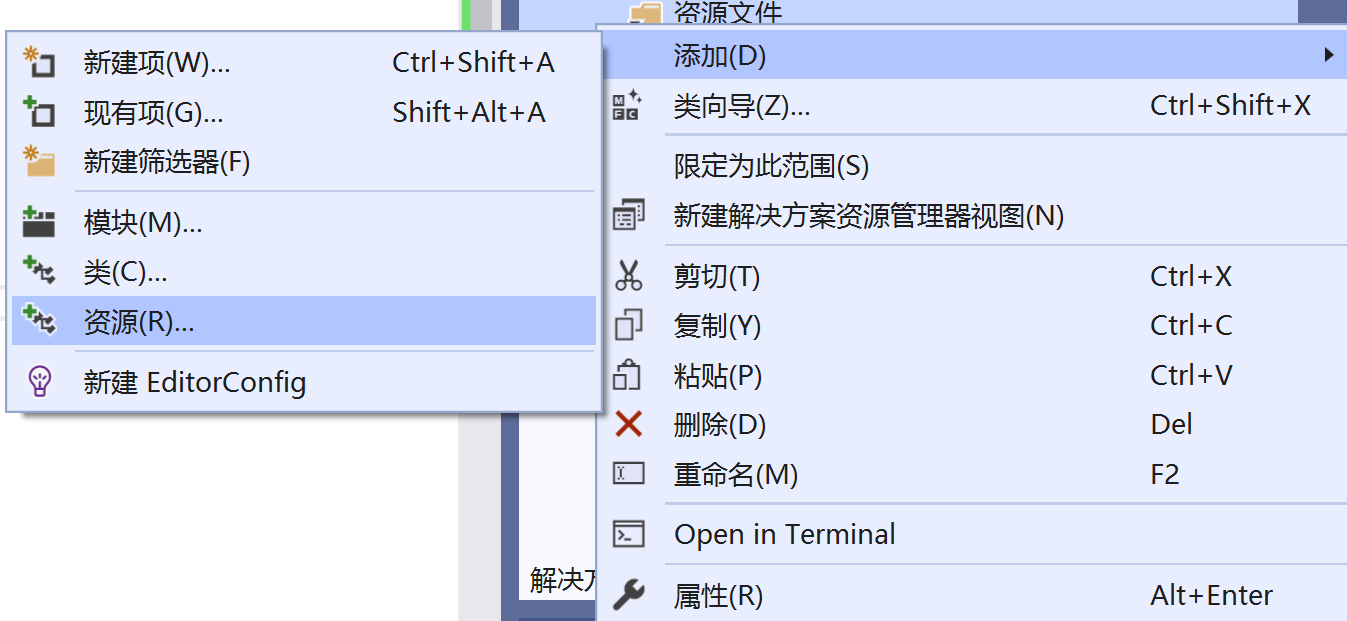 资源文件
新建项(W)... Ctrl+Shift+A
现有项(G)... Shift+Alt+A
新建筛选器(F)
模块(M)...
类(C)...
资源(R)...
新建 EditorConfig
添加(D)
类向导(Z)... Ctrl+Shift+X
限定为此范围(S)
新建解决方案资源管理器视图(N)
剪切(T) Ctrl+X
复制(Y) Ctrl+C
粘贴(P) Ctrl+V
删除(D) Del
重命名(M) F2
Open in Terminal
解决方
属性(R) Alt+Enter